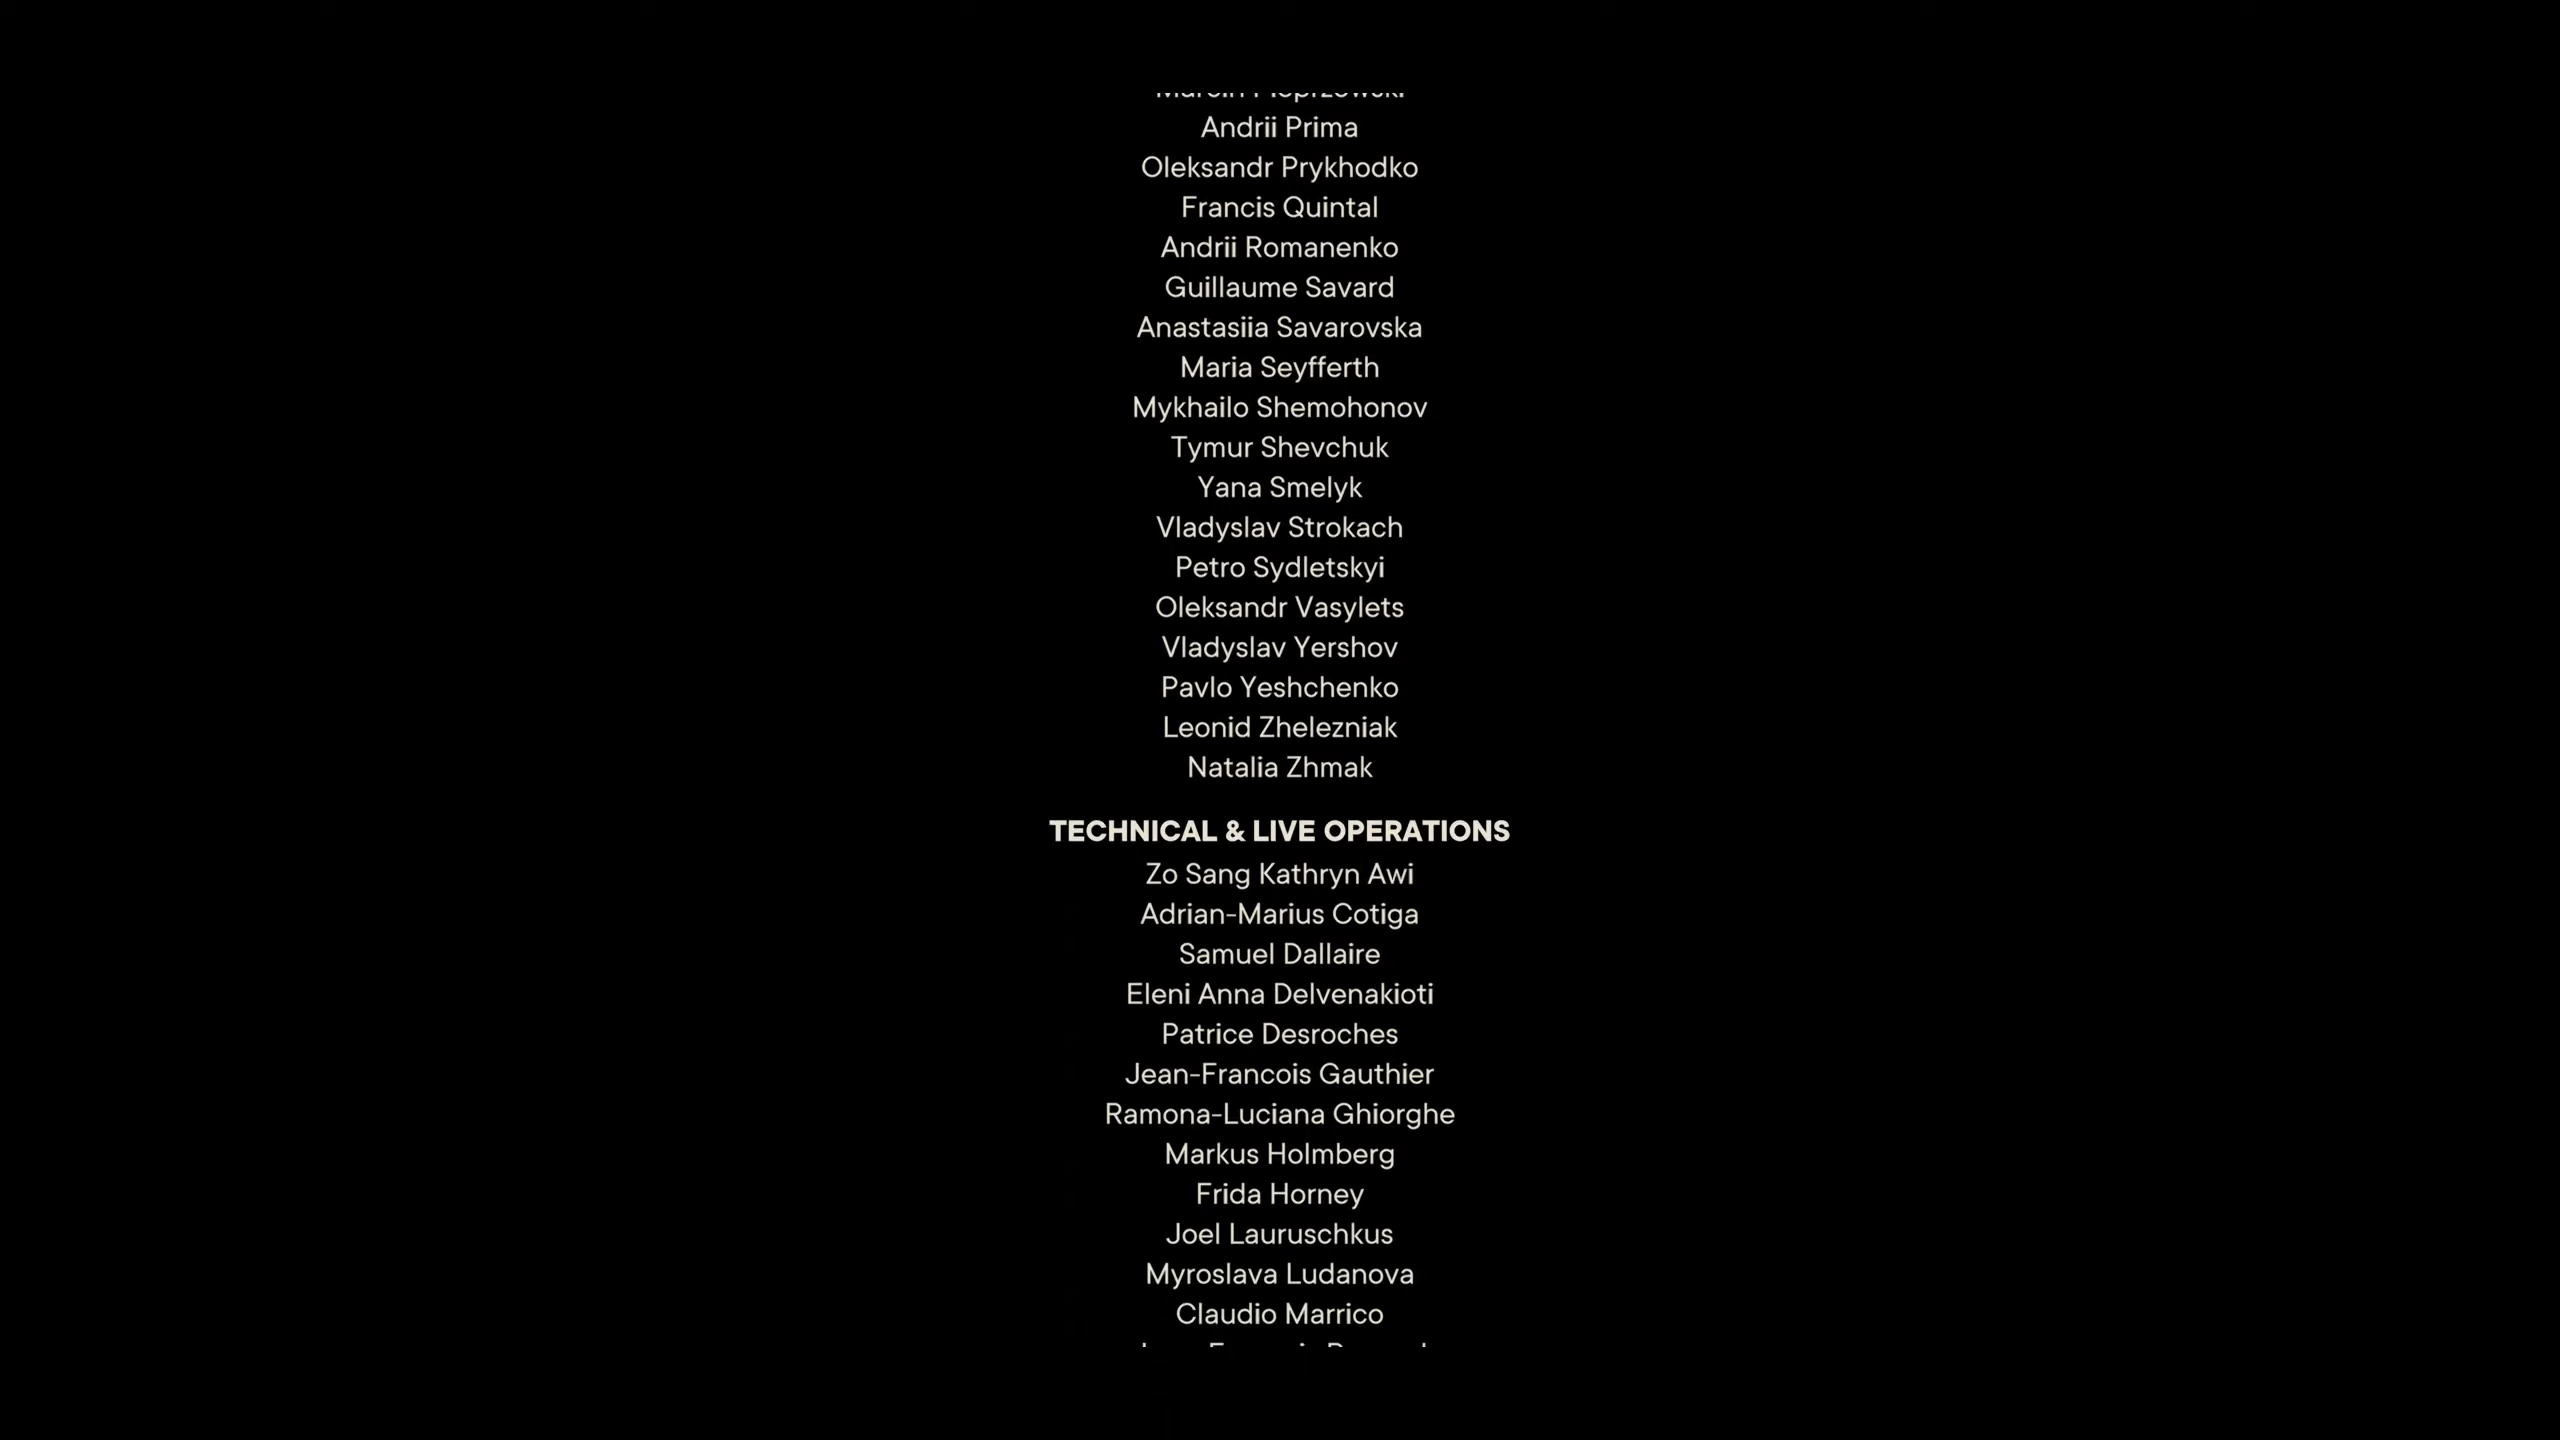 Andrii Prima
Oleksandr Prykhodko
Francis Quintal
Andrii Romanenko
Guillaume Savard
Anastasiia Savarovska
Maria Seyfferth
Mykhailo Shemohonov
Tymur Shevchuk
Yana Smelyk
Vladyslav Strokach
Petro Sydletskyi
Oleksandr Vasylets
Vladyslav Yershov
Pavlo Yeshchenko
Leonid Zhelezniak
Natalia Zhmak
TECHNICAL & LIVE OPERATIONS
Zo Sang Kathryn Awi
Adrian-Marius Cotiga
Samuel Dallaire
Eleni Anna Delvenakioti
Patrice Desroches
Jean-Francois Gauthier
Ramona-Luciana Ghiorghe
Markus Holmberg
Frida Horney
Joel Lauruschkus
Myroslava Ludanova
Claudio Marrico